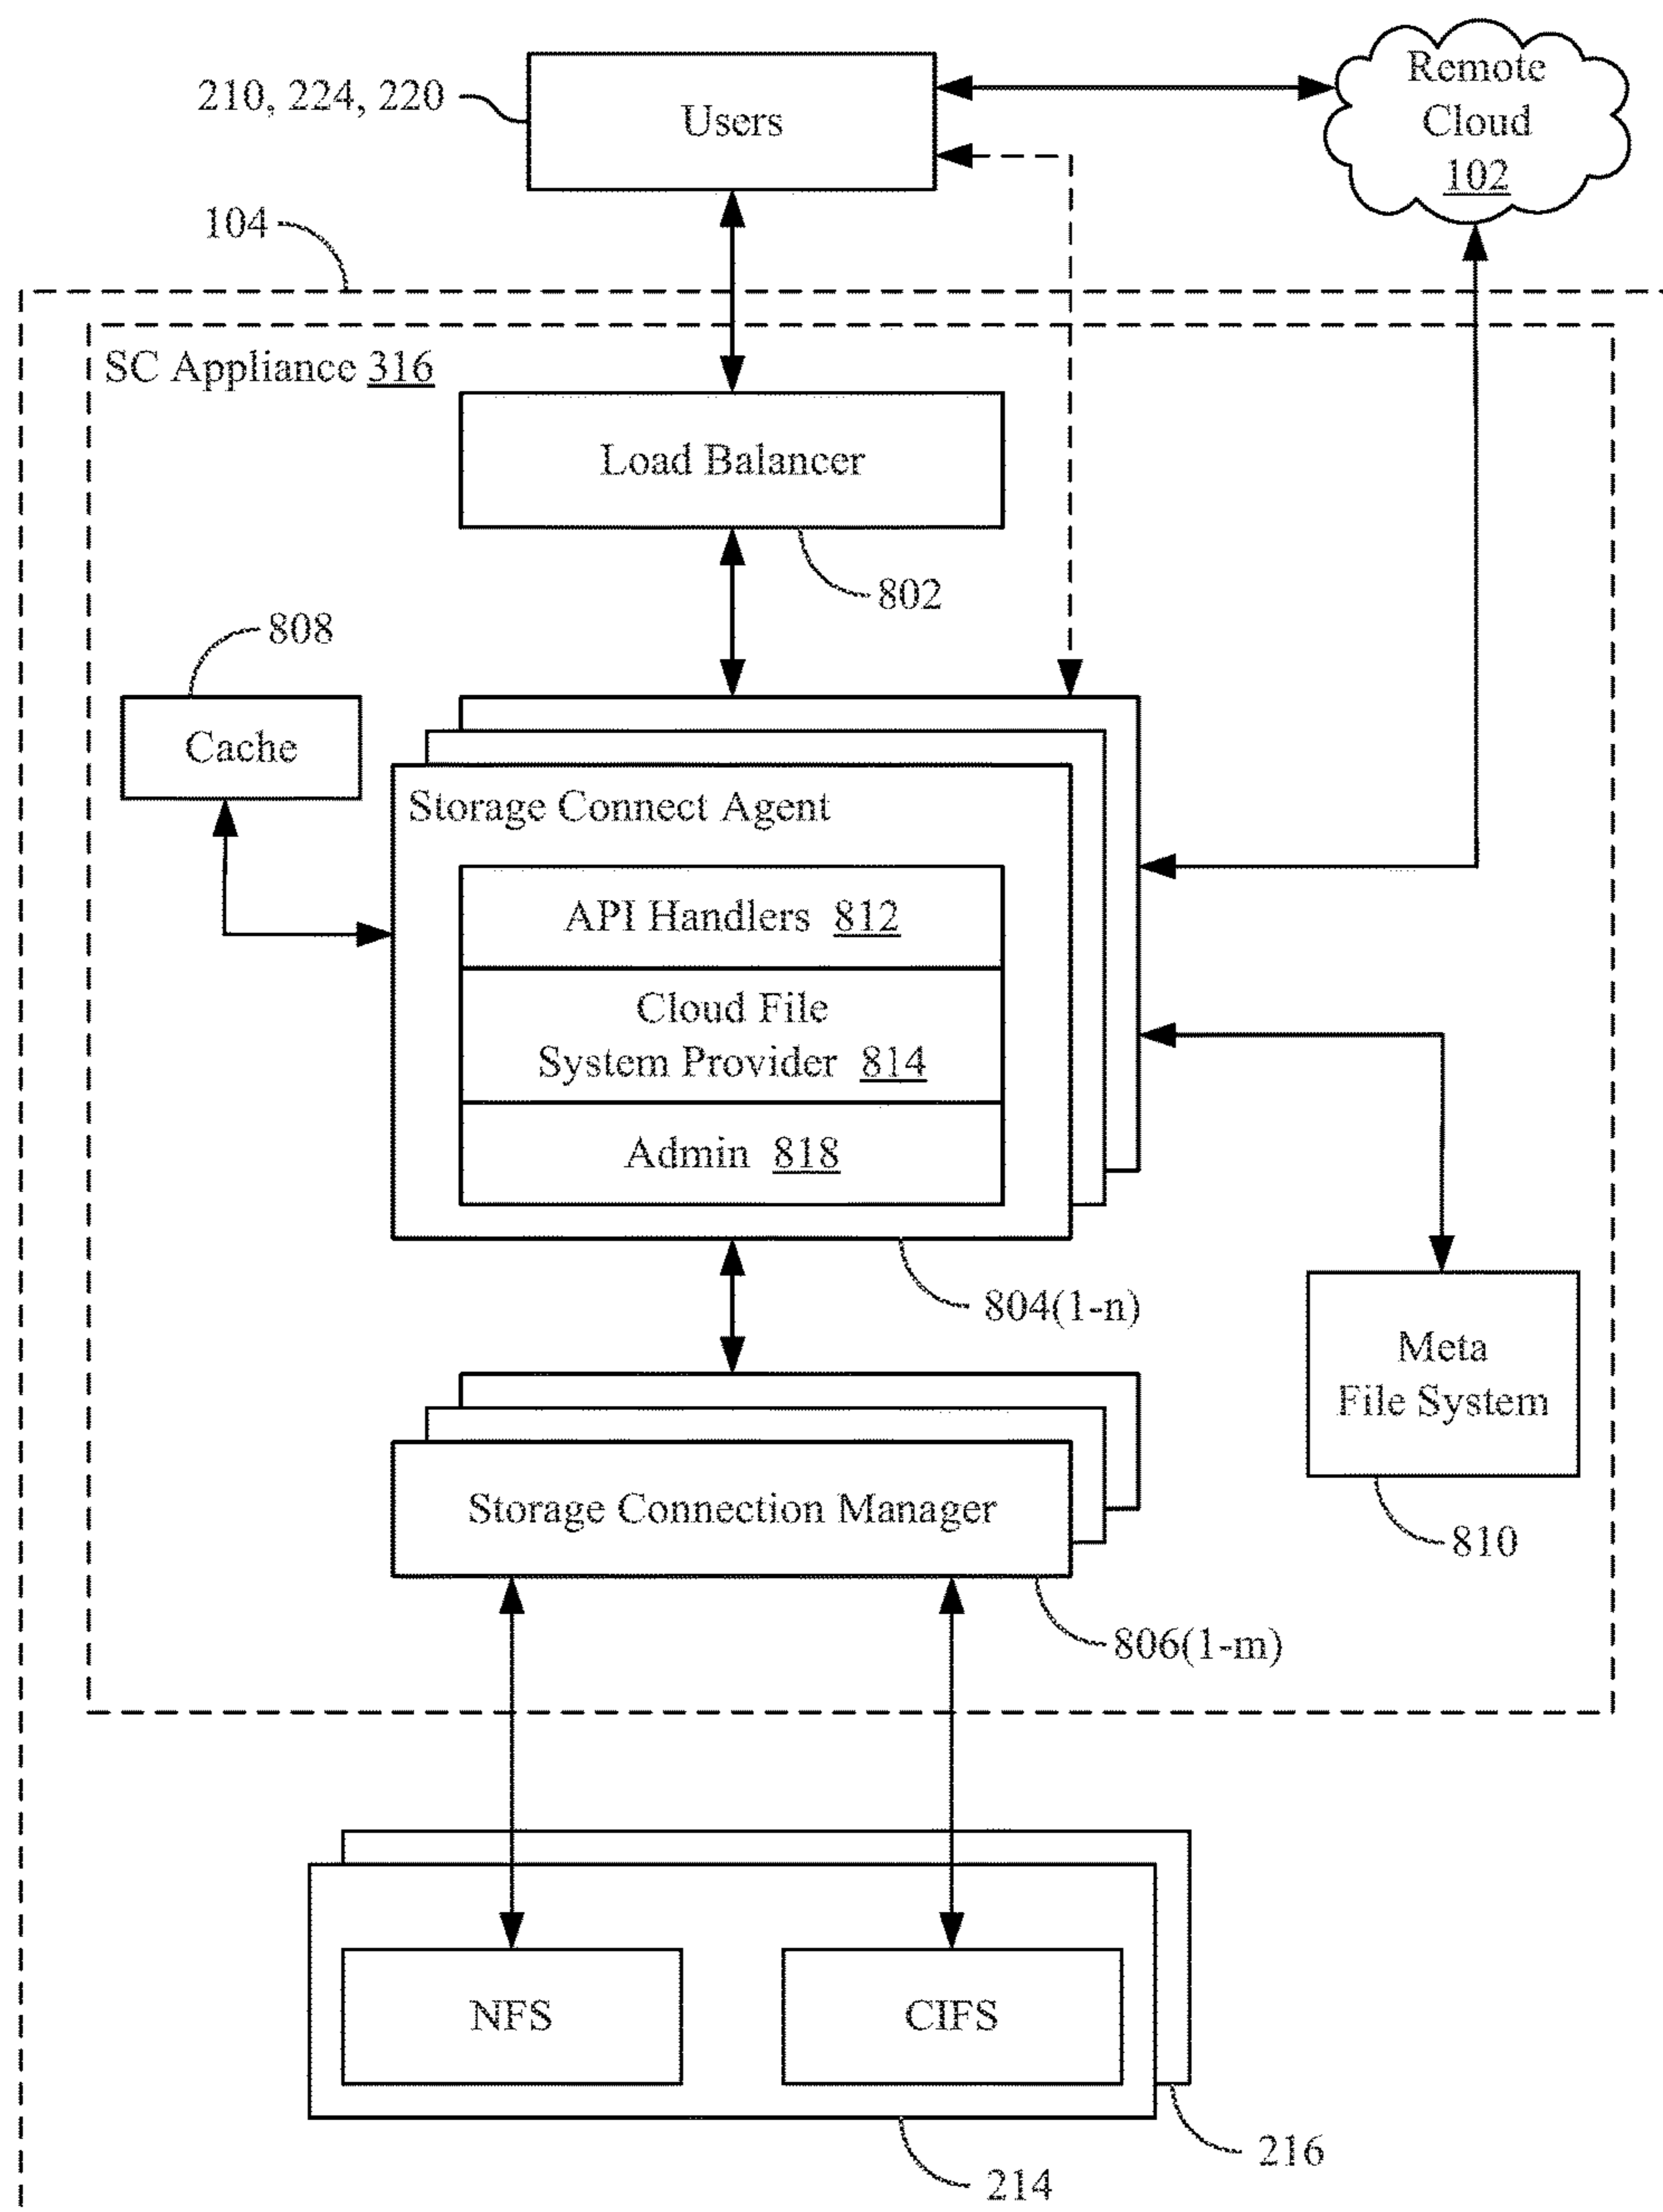 Remote
Cloud
102
210, 224, 220
Users
104
SC Appliance 316
Load Balancer
802
808
Cache
Storage Connect Agent
API Handlers 812
Cloud File
System Provider 814
Admin 818
804(1-n)
Meta
File System
810
Storage Connection Manager
806(1-m)
NFS
CIFS
216
214